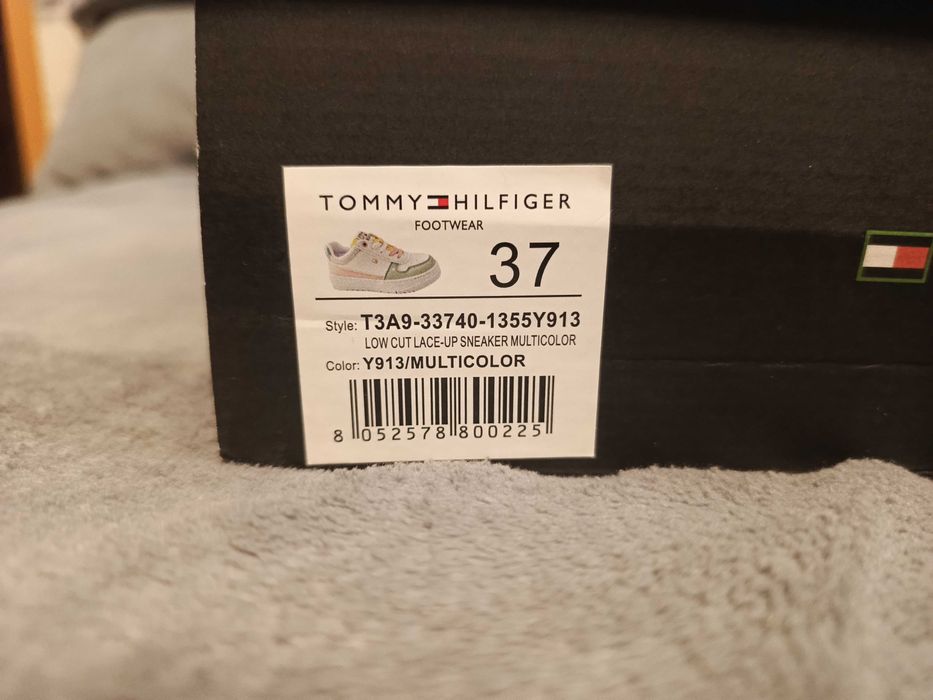 TOMMY HILFIGER
FOOTWEAR
37
Style: T3A9-33740-1355Y913
LOW CUT LACE-UP SNEAKER MULTICOLOR
Color: Y913/MULTICOLOR
8 052578 800225